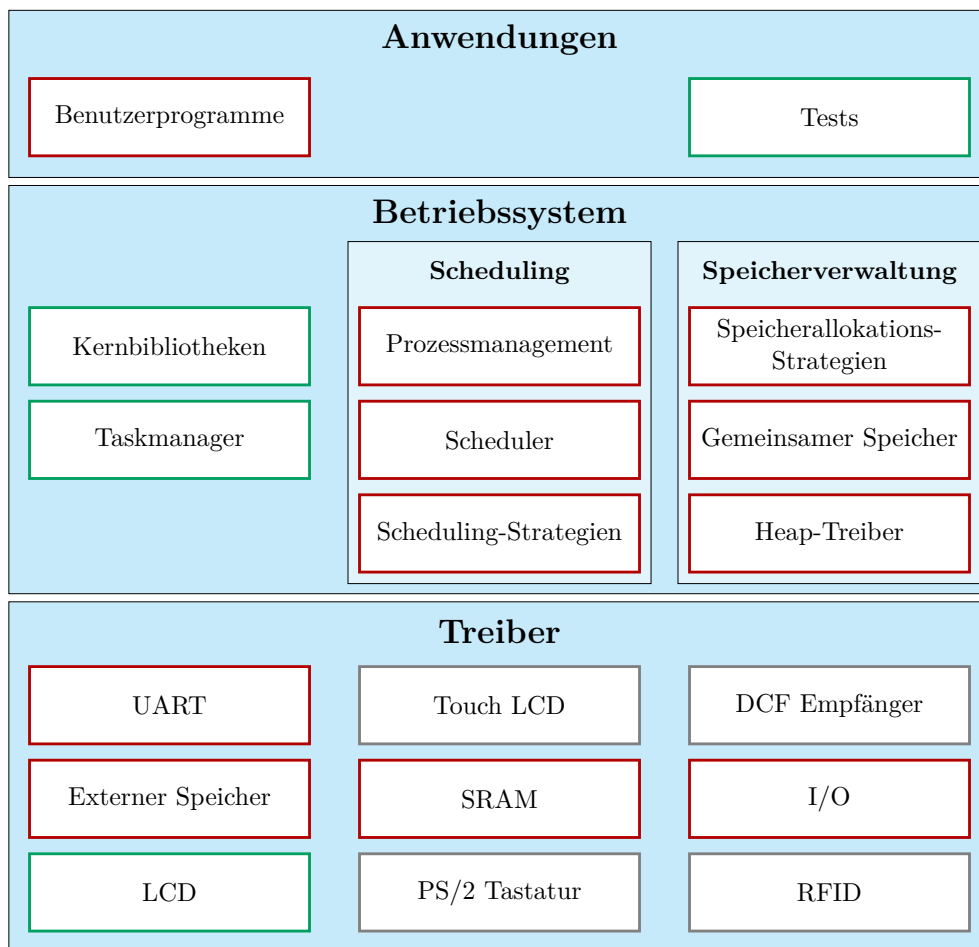 Anwendungen
Benutzerprogramme
Tests
Betriebssystem
Kernbibliotheken
Taskmanager
Scheduling
Prozessmanagement
Scheduler
Scheduling-Strategien
Speicherverwaltung
Speicherallokations-
Strategien
Gemeinsamer Speicher
Heap-Treiber
Treiber
UART
Touch LCD
DCF Empfänger
Externer Speicher
SRAM
I/O
LCD
PS/2 Tastatur
RFID